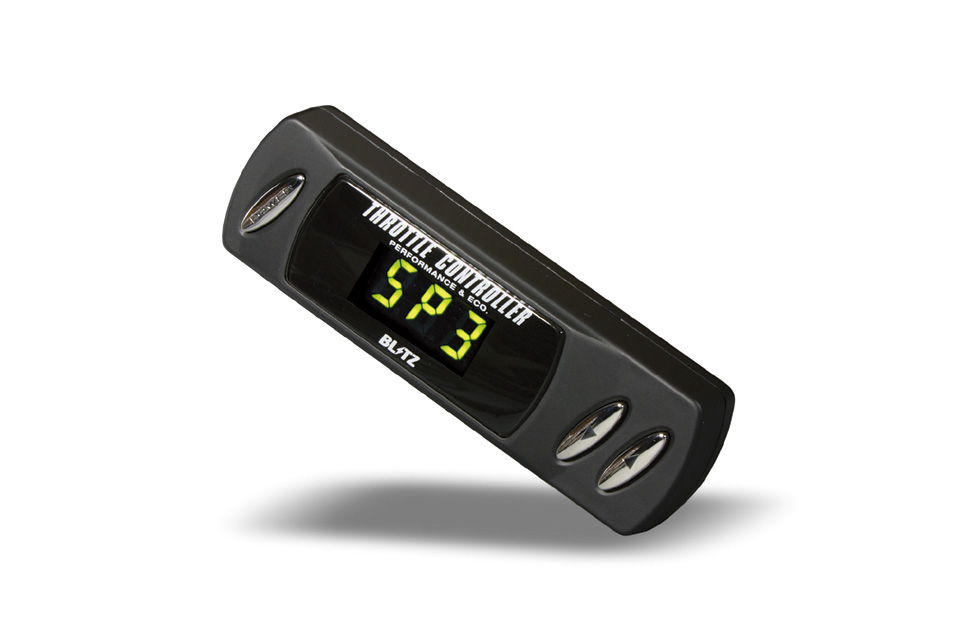 THROTTLE CONTROLLER
PERFORMANCE & ECO.
SP3
BLITZ